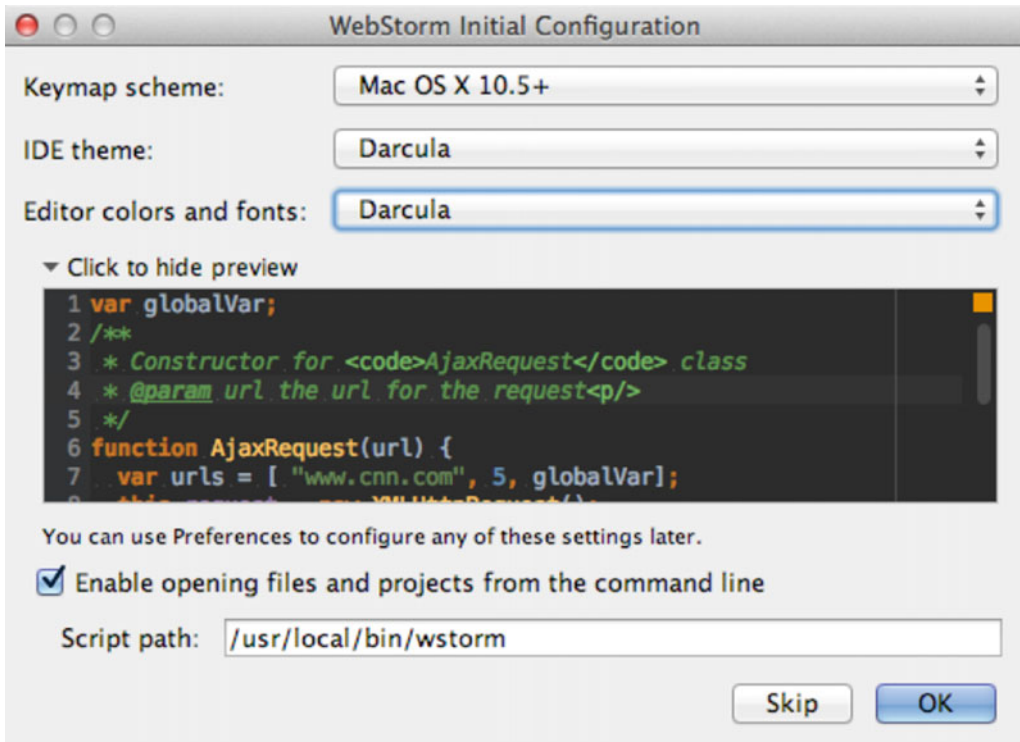 WebStorm Initial Configuration
Keymap scheme: Mac OS X 10.5+
IDE theme: Darcula
Editor colors and fonts: Darcula
Click to hide preview
1 var globalVar;
2 /**
3 * Constructor for <code>AjaxRequest</code> class
4 * @param url the url for the request<p/>
5 */
6 function AjaxRequest(url) {
7 var urls = [ "www.cnn.com", 5, globalVar];
You can use Preferences to configure any of these settings later.
Enable opening files and projects from the command line
Script path: /usr/local/bin/wstorm
Skip OK